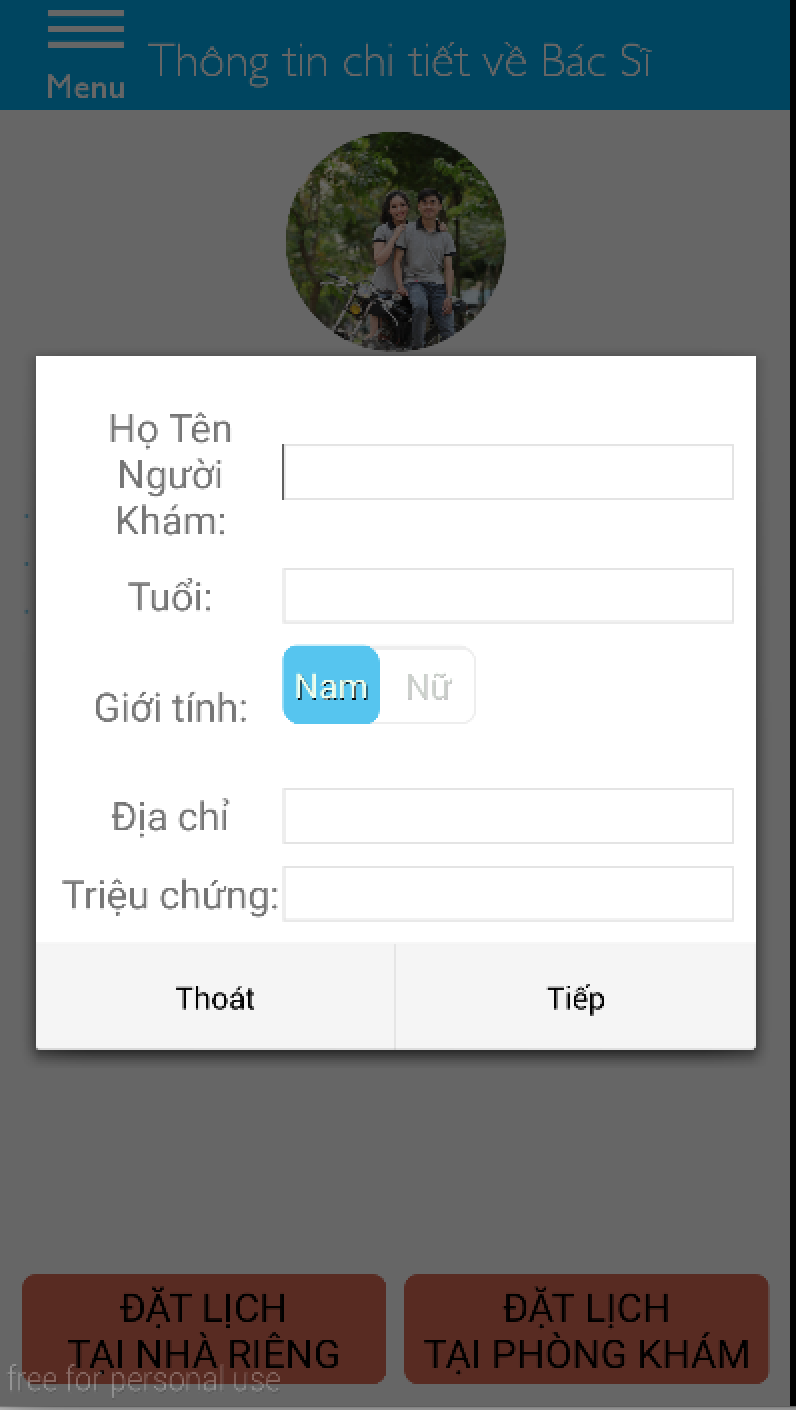 Menu
Thông tin chi tiết về Bác Sĩ
Họ Tên
Người
Khám:
Tuổi:
Giới tính:
Nam
Nữ
Địa chỉ
Triệu chứng:
Thoát
Tiếp
ĐẶT LỊCH
TẠI NHÀ RIÊNG
ĐẶT LỊCH
TẠI PHÒNG KHÁM
free for personal use